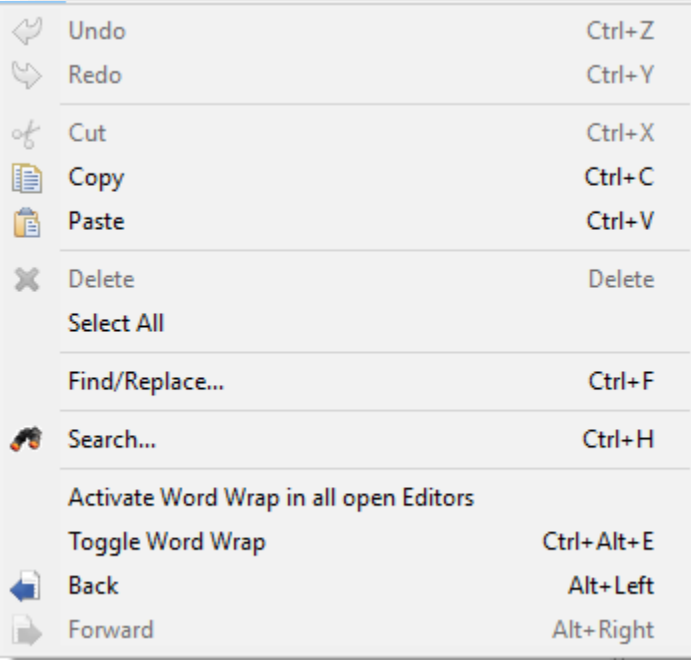 Undo Ctrl+Z
Redo Ctrl+Y
Cut Ctrl+X
Copy Ctrl+C
Paste Ctrl+V
Delete Delete
Select All
Find/Replace... Ctrl+F
Search... Ctrl+H
Activate Word Wrap in all open Editors
Toggle Word Wrap Ctrl+Alt+E
Back Alt+Left
Forward Alt+Right